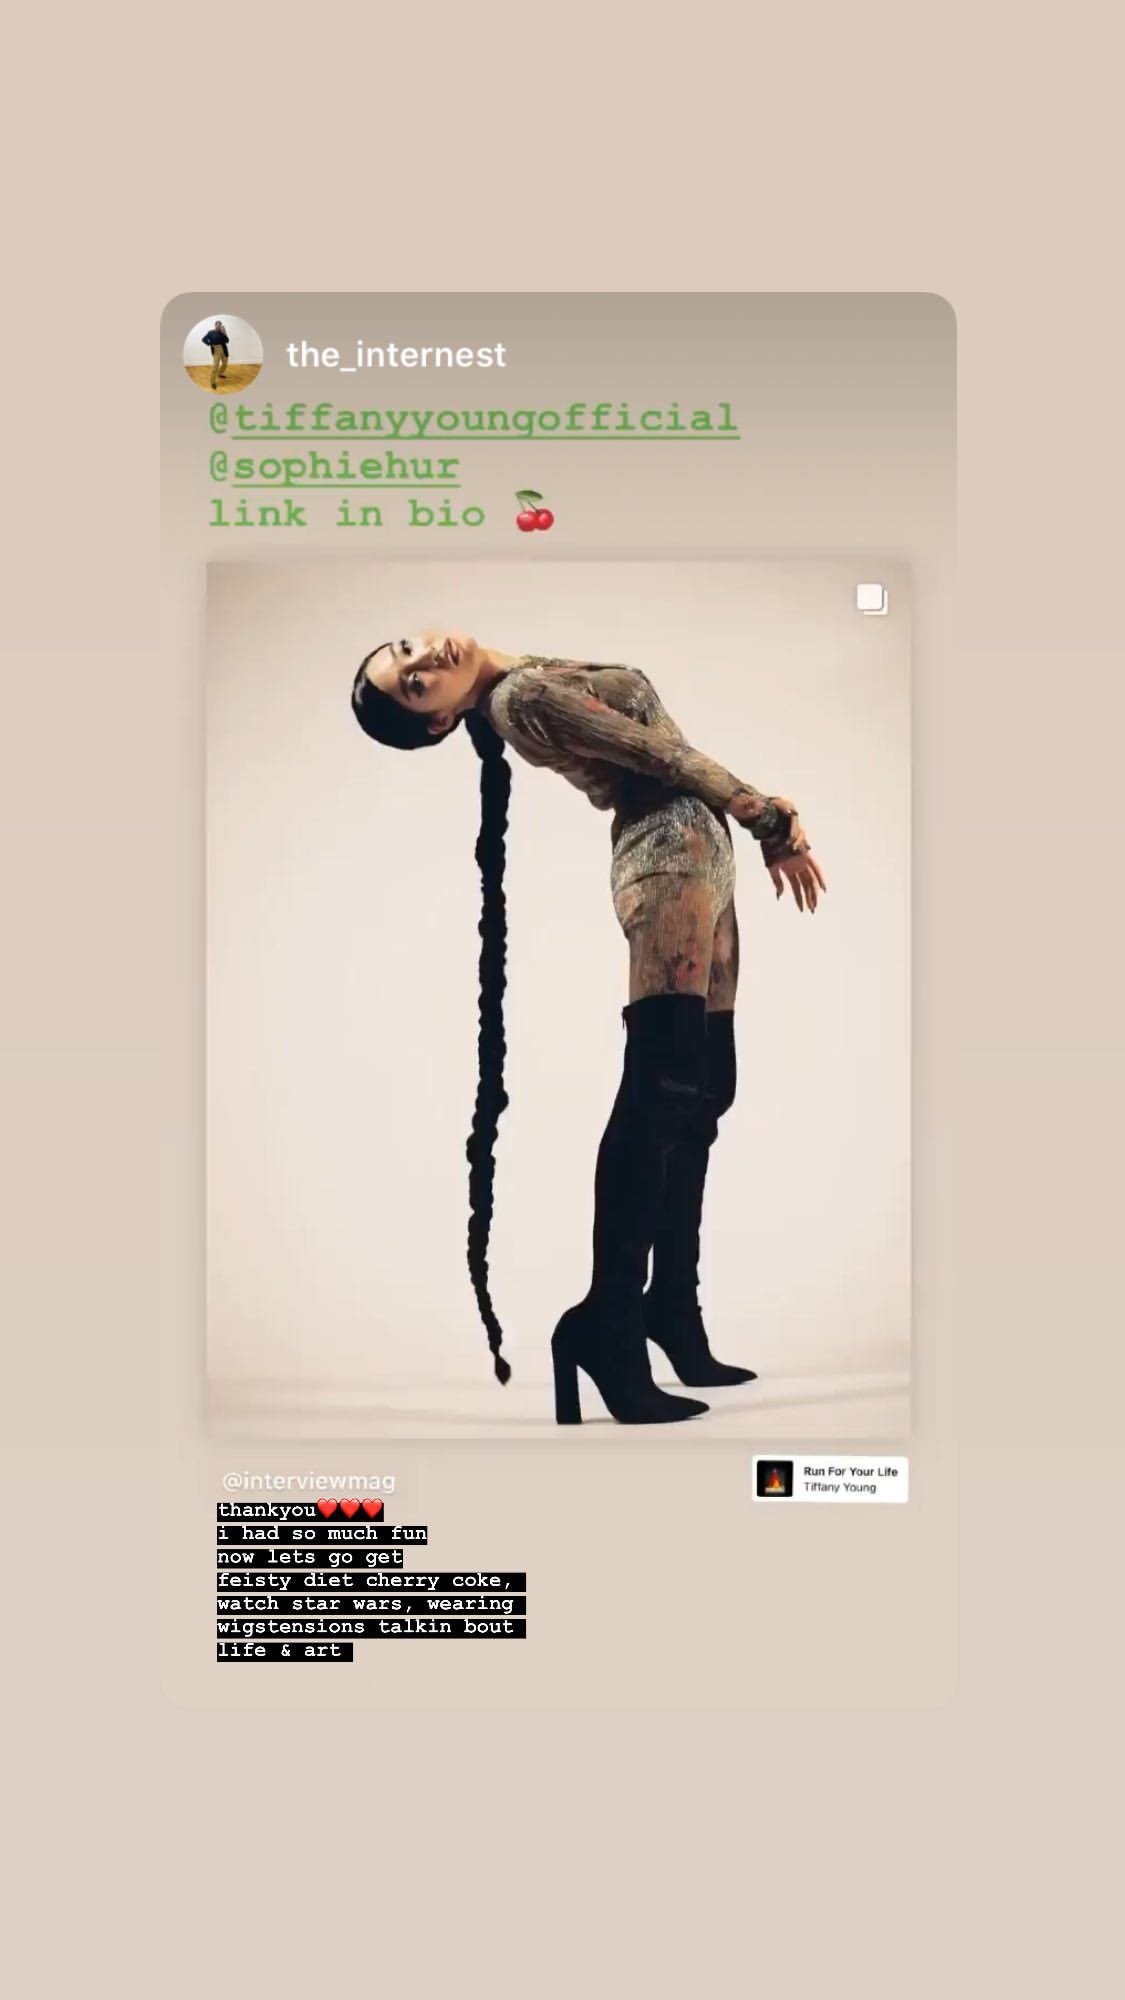 the_internest
@tiffanyyoungofficial
@sophiehur
link in bio 🍒
@interviewmag
Run For Your Life
Tiffany Young
thankyou❤️❤️❤️
i had so much fun
now lets go get
feisty diet cherry coke,
watch star wars, wearing
wigstensions talkin bout
life & art